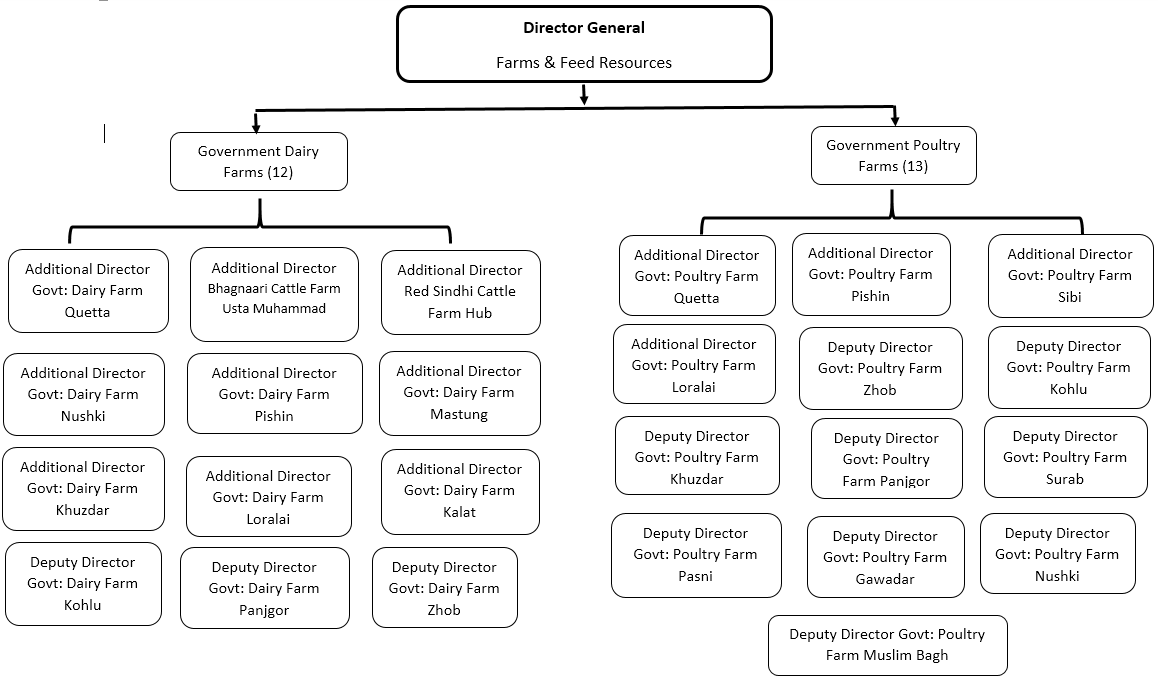 Director General
Farms & Feed Resources
Government Dairy
Farms (12)
Government Poultry
Farms (13)
Additional Director
Govt: Dairy Farm
Quetta
Additional Director
Bhagnaari Cattle Farm
Usta Muhammad
Additional Director
Red Sindhi Cattle
Farm Hub
Additional Director
Govt: Dairy Farm
Nushki
Additional Director
Govt: Dairy Farm
Pishin
Additional Director
Govt: Dairy Farm
Mastung
Additional Director
Govt: Dairy Farm
Khuzdar
Additional Director
Govt: Dairy Farm
Loralai
Additional Director
Govt: Dairy Farm
Kalat
Deputy Director
Govt: Dairy Farm
Kohlu
Deputy Director
Govt: Dairy Farm
Panjgor
Deputy Director
Govt: Dairy Farm
Zhob
Additional Director
Govt: Poultry Farm
Quetta
Additional Director
Govt: Poultry Farm
Pishin
Additional Director
Govt: Poultry Farm
Sibi
Additional Director
Govt: Poultry Farm
Loralai
Deputy Director
Govt: Poultry Farm
Zhob
Deputy Director
Govt: Poultry Farm
Kohlu
Deputy Director
Govt: Poultry Farm
Khuzdar
Deputy Director
Govt: Poultry
Farm Panjgor
Deputy Director
Govt: Poultry Farm
Surab
Deputy Director
Govt: Poultry Farm
Pasni
Deputy Director
Govt: Poultry Farm
Gawadar
Deputy Director
Govt: Poultry Farm
Nushki
Deputy Director Govt: Poultry
Farm Muslim Bagh